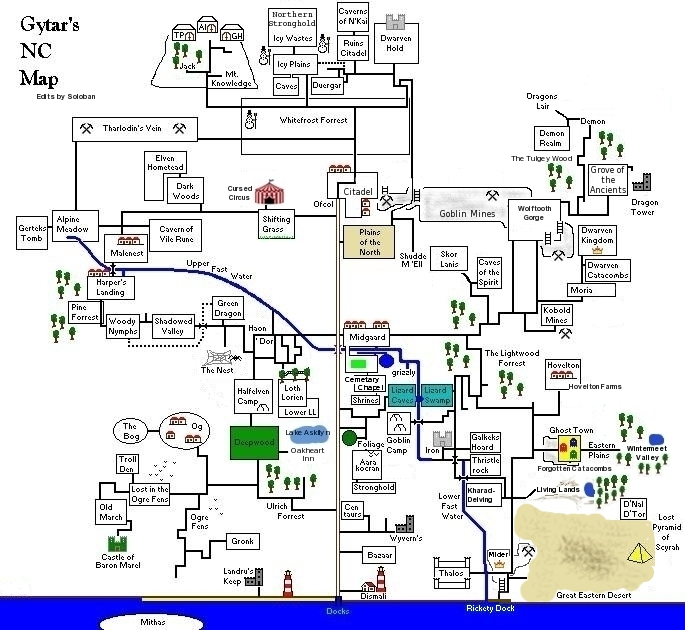 Gytar's
NC
Map
Edits by Soloban
TP
AI
GH
Jack
Mt.
Knowledge
Northern
Stronghold
Icy Wastes
Icy Plains
Caves
Duergar
Caverns
of N'Kai
Ruins
Citadel
Dwarven
Hold
Whitefrost Forrest
Tharlodin's Vein
Elven
Homestead
Dark
Woods
Cursed
Circus
Shifting
Grass
Citadel
Ofcol
Plains
of the
North
Shudde
M 'Ell
Goblin Mines
Wolftooth
Gorge
Dragons
Lair
Demon
Demon
Realm
The Tulgey Wood
Grove of
the
Ancients
Dragon
Tower
Gerteks
Tomb
Alpine
Meadow
Malenest
Cavern of
Vile Rune
Harper's
Landing
Upper
Fast
Water
Skor
Lanis
Caves
of the
Spirit
Dwarven
Kingdom
Dwarven
Catacombs
Moria
Kobold
Mines
Pine
Forrest
Woody
Nymphs
Shadowed
Valley
Green
Dragon
The Nest
Haon
Dor
Midgaard
grizzly
Cemetary
Chapel
Shrines
Lizard
Caves
Lizard
Swamp
The Lightwood
Forrest
Hovelton
Hovelton Farms
Halfelven
Camp
Loth
Lorien
Lower LL
Goblin
Camp
The
Bog
Og
Deepwood
Lake Asklyn
Oakheart
Inn
Foliage
Aara
kocran
Stronghold
Iron
Galkeks
Hoard
Thistle
rock
Kharad-
Delving
Ghost Town
Eastern
Plains
Forgotten Catacombs
Wintermeet
Valley
Living Lands
D'Nal
D'Tor
Lost
Pyramid
of
Scyrah
Troll
Den
Lost in the
Ogre Fens
Old
March
Castle of
Baron Marel
Ogre
Fens
Ulrich
Forrest
Gronk
Landru's
Keep
Cen
taurs
Wyvern's
Bazaar
Dismali
Lower
Fast
Water
Thalos
Mider
Great Eastern Desert
Rickety Dock
Docks
Mithas